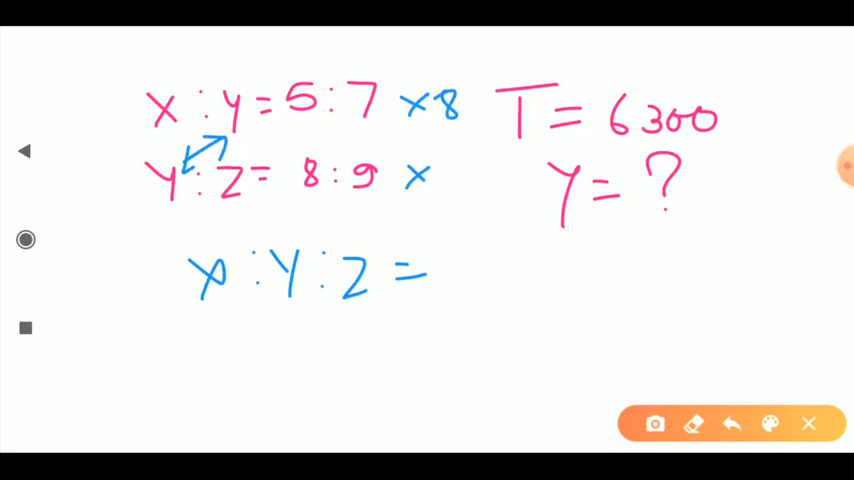 x : y = 5 : 7 × 8
y : z = 8 : 9 ×
x : y : z =
T = 6300
y = ?